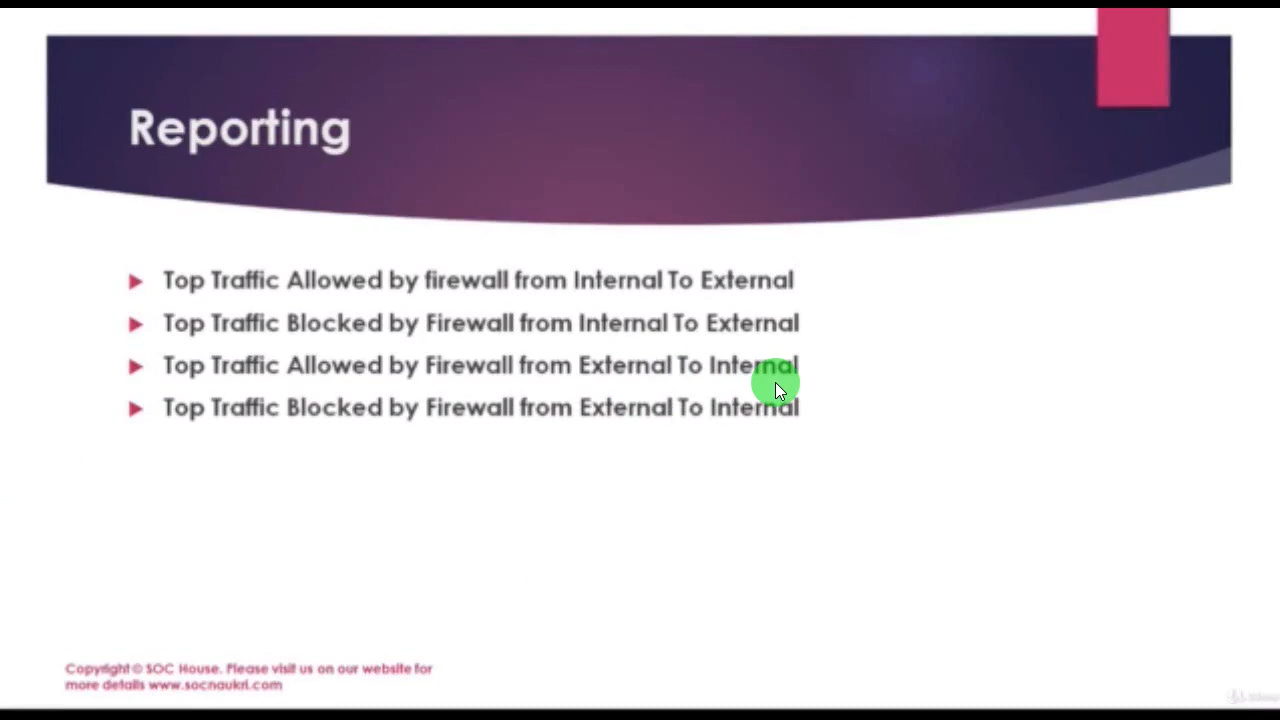 Reporting
Top Traffic Allowed by firewall from Internal To External
Top Traffic Blocked by Firewall from Internal To External
Top Traffic Allowed by Firewall from External To Internal
Top Traffic Blocked by Firewall from External To Internal
Copyright © SOC House. Please visit us on our website for
more details www.socnaukri.com